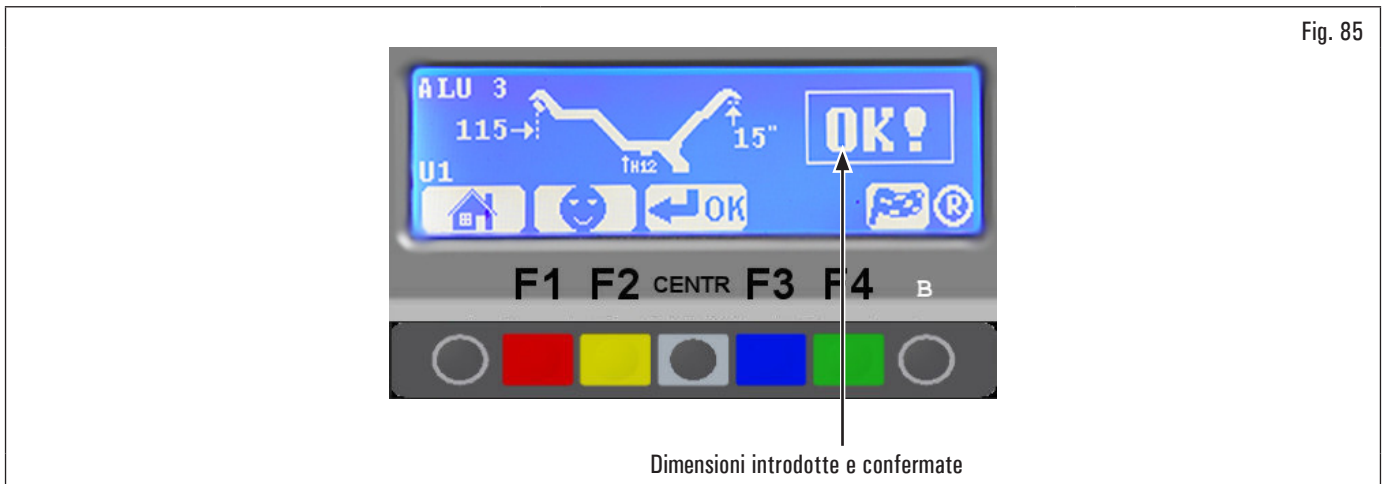 Fig. 85
ALU 3
115
15"
OK!
H12
U1
OK
®
F1 F2 CENTR F3 F4 B
Dimensioni introdotte e confermate